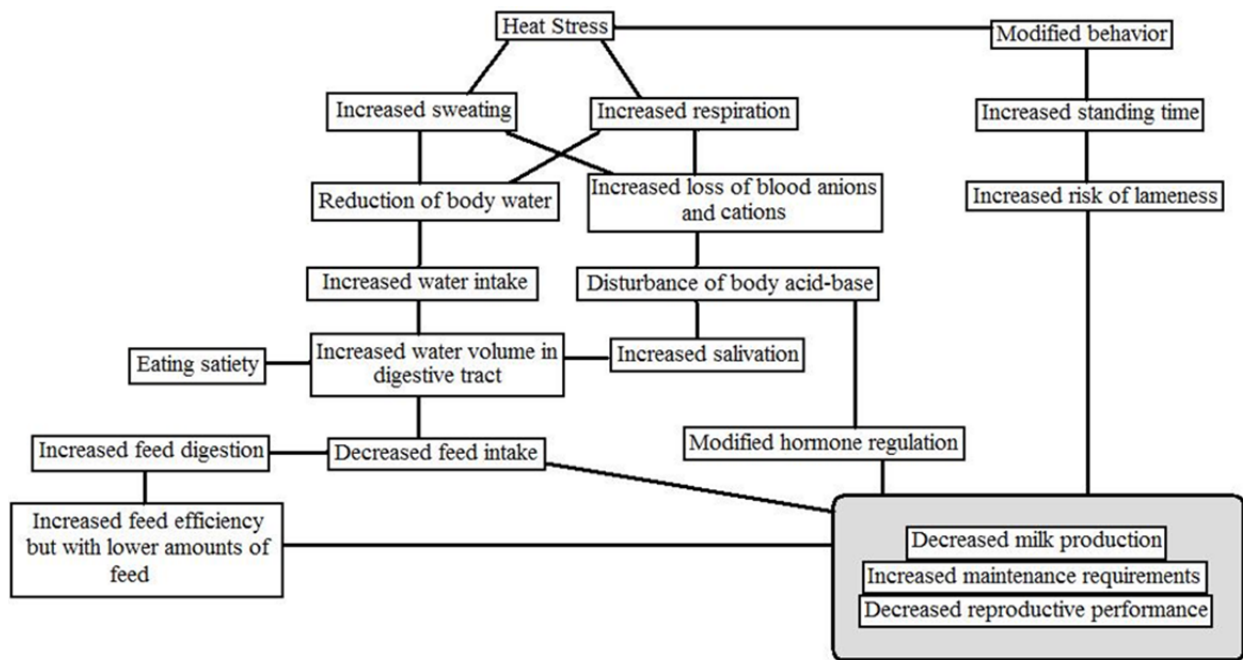 Heat Stress
Modified behavior
Increased sweating
Increased respiration
Increased standing time
Reduction of body water
Increased loss of blood anions
and cations
Increased risk of lameness
Increased water intake
Disturbance of body acid-base
Eating satiety
Increased water volume in
digestive tract
Increased salivation
Increased feed digestion
Decreased feed intake
Modified hormone regulation
Increased feed efficiency
but with lower amounts of
feed
Decreased milk production
Increased maintenance requirements
Decreased reproductive performance